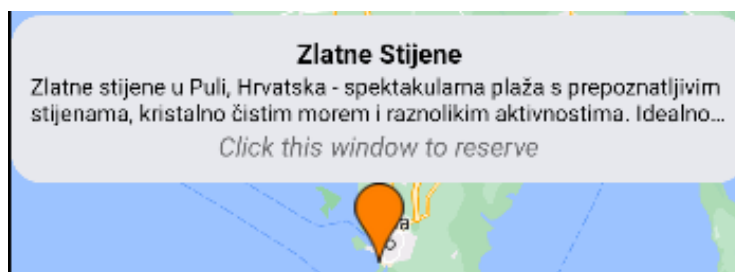 Zlatne Stijene
Zlatne stijene u Puli, Hrvatska - spektakularna plaža s prepoznatljivim
stijenama, kristalno čistim morem i raznolikim aktivnostima. Idealno...
Click this window to reserve
a